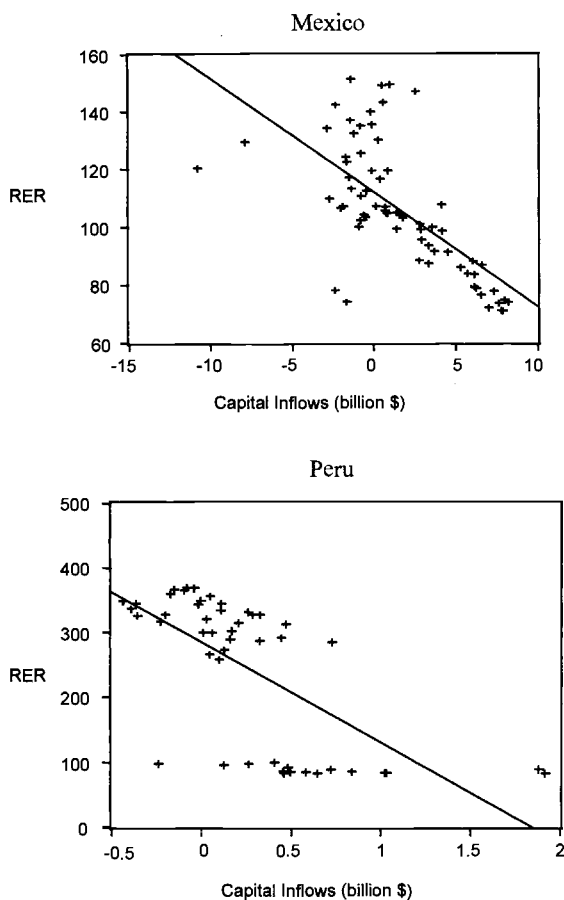 Mexico
160
140
120
RER
100
80
60
-15 -10 -5 0 5 10
Capital Inflows (billion $)
Peru
500
400
300
RER
200
100
0
-0.5 0 0.5 1 1.5 2
Capital Inflows (billion $)